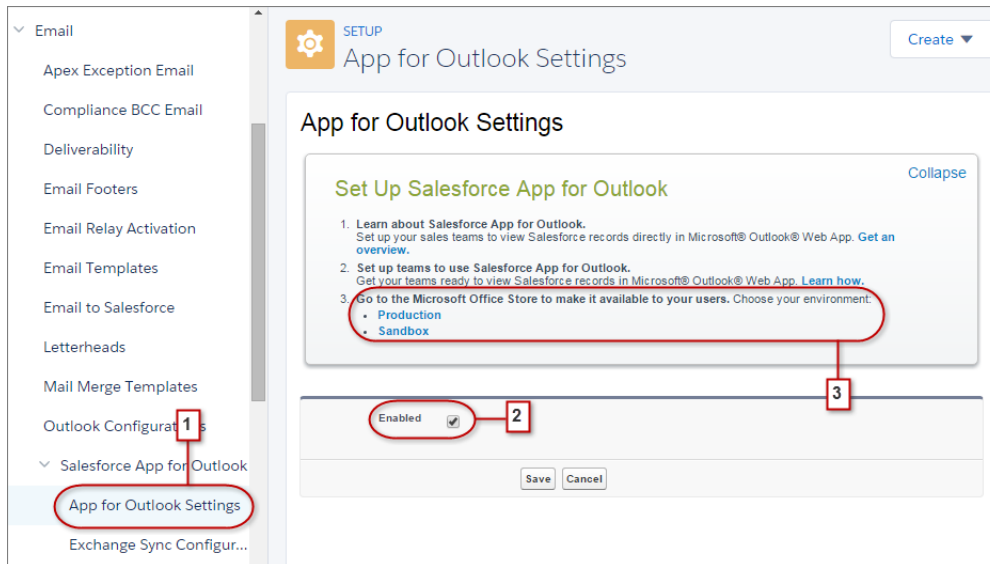 Email
Apex Exception Email
Compliance BCC Email
Deliverability
Email Footers
Email Relay Activation
Email Templates
Email to Salesforce
Letterheads
Mail Merge Templates
Outlook Configurat s
1
Salesforce App for Outlook
App for Outlook Settings
Exchange Sync Configur...
SETUP
App for Outlook Settings
Create
App for Outlook Settings
Collapse
Set Up Salesforce App for Outlook
1. Learn about Salesforce App for Outlook.
Set up your sales teams to view Salesforce records directly in Microsoft® Outlook® Web App. Get an
overview.
2. Set up teams to use Salesforce App for Outlook.
Get your teams ready to view Salesforce records in Microsoft® Outlook® Web App. Learn how.
3. Go to the Microsoft Office Store to make it available to your users. Choose your environment:
• Production
• Sandbox
3
Enabled
2
Save Cancel